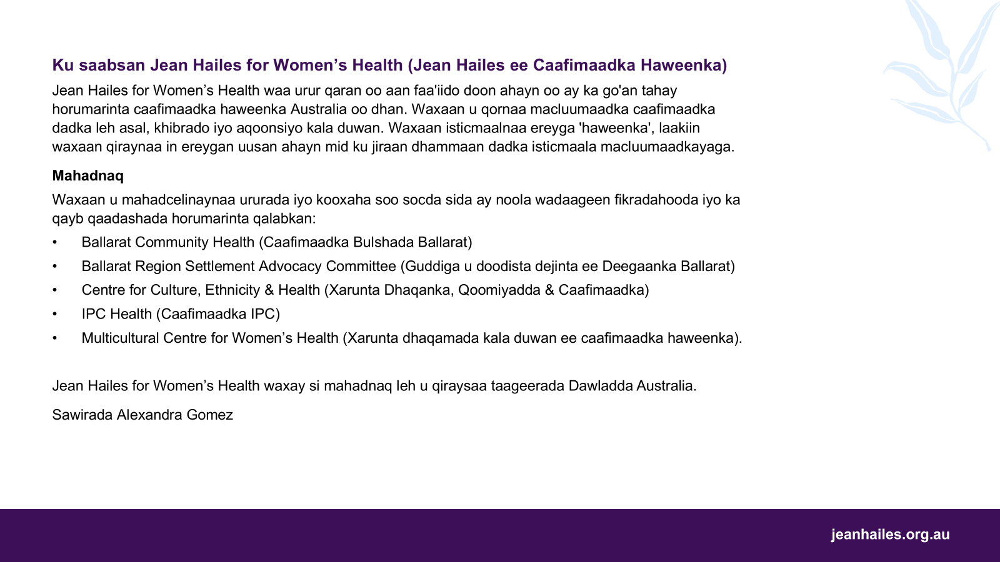 Ku saabsan Jean Hailes for Women’s Health (Jean Hailes ee Caafimaadka Haweenka)
Jean Hailes for Women’s Health waa urur qaran oo aan faa'iido doon ahayn oo ay ka go'an tahay
horumarinta caafimaadka haweenka Australia oo dhan. Waxaan u qornaa macluumaadka caafimaadka
dadka leh asal, khibrado iyo aqoonsiyo kala duwan. Waxaan isticmaalnaa ereyga 'haweenka', laakiin
waxaan qiraynaa in ereygan uusan ahayn mid ku jiraan dhammaan dadka isticmaala macluumaadkayaga.
Mahadnaq
Waxaan u mahadcelinaynaa ururada iyo kooxaha soo socda sida ay noola wadaageen fikradahooda iyo ka
qayb qaadashada horumarinta qalabkan:
• Ballarat Community Health (Caafimaadka Bulshada Ballarat)
• Ballarat Region Settlement Advocacy Committee (Guddiga u doodista dejinta ee Deegaanka Ballarat)
• Centre for Culture, Ethnicity & Health (Xarunta Dhaqanka, Qoomiyadda & Caafimaadka)
• IPC Health (Caafimaadka IPC)
• Multicultural Centre for Women’s Health (Xarunta dhaqamada kala duwan ee caafimaadka haweenka).
Jean Hailes for Women’s Health waxay si mahadnaq leh u qiraysaa taageerada Dawladda Australia.
Sawirada Alexandra Gomez
jeanhailes.org.au